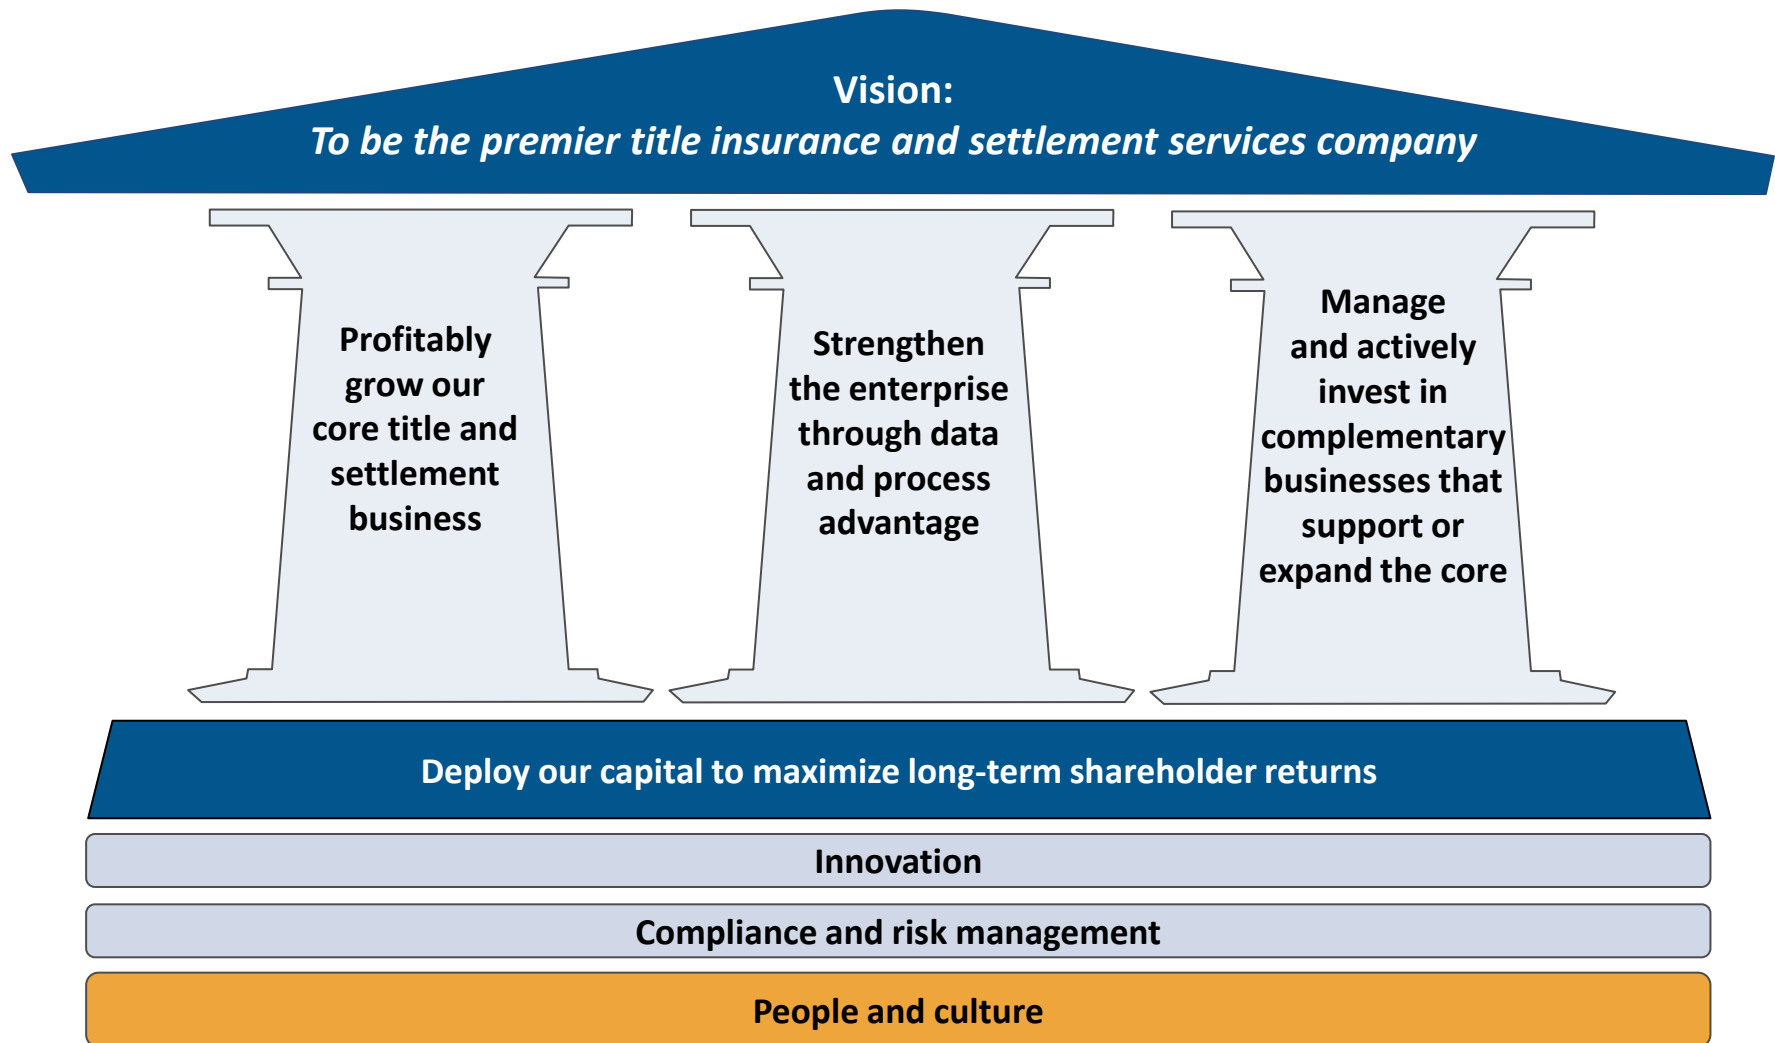 Vision:
To be the premier title insurance and settlement services company
Profitably
grow our
core title and
settlement
business
Strengthen
the enterprise
through data
and process
advantage
Manage
and actively
invest in
complementary
businesses that
support or
expand the core
Deploy our capital to maximize long-term shareholder returns
Innovation
Compliance and risk management
People and culture